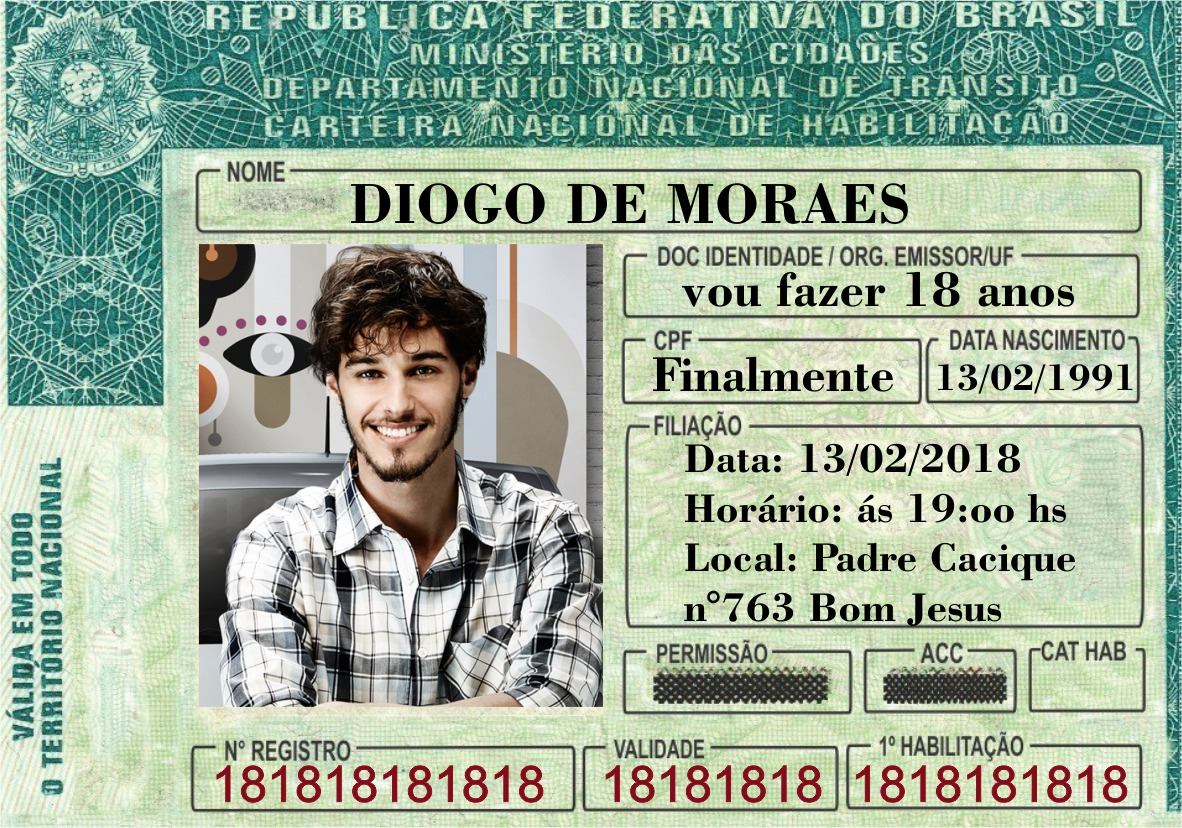 REPÚBLICA FEDERATIVA DO BRASIL
MINISTÉRIO DAS CIDADES
DEPARTAMENTO NACIONAL DE TRÂNSITO
CARTEIRA NACIONAL DE HABILITAÇÃO
NOME
DIOGO DE MORAES
DOC IDENTIDADE / ORG. EMISSOR/UF
vou fazer 18 anos
CPF DATA NASCIMENTO
Finalmente 13/02/1991
FILIAÇÃO
Data: 13/02/2018
Horário: ás 19:oo hs
Local: Padre Cacique
n°763 Bom Jesus
PERMISSÃO ACC CAT HAB
Nº REGISTRO VALIDADE 1º HABILITAÇÃO
181818181818 18181818 1818181818
VÁLIDA EM TODO
O TERRITÓRIO NACIONAL